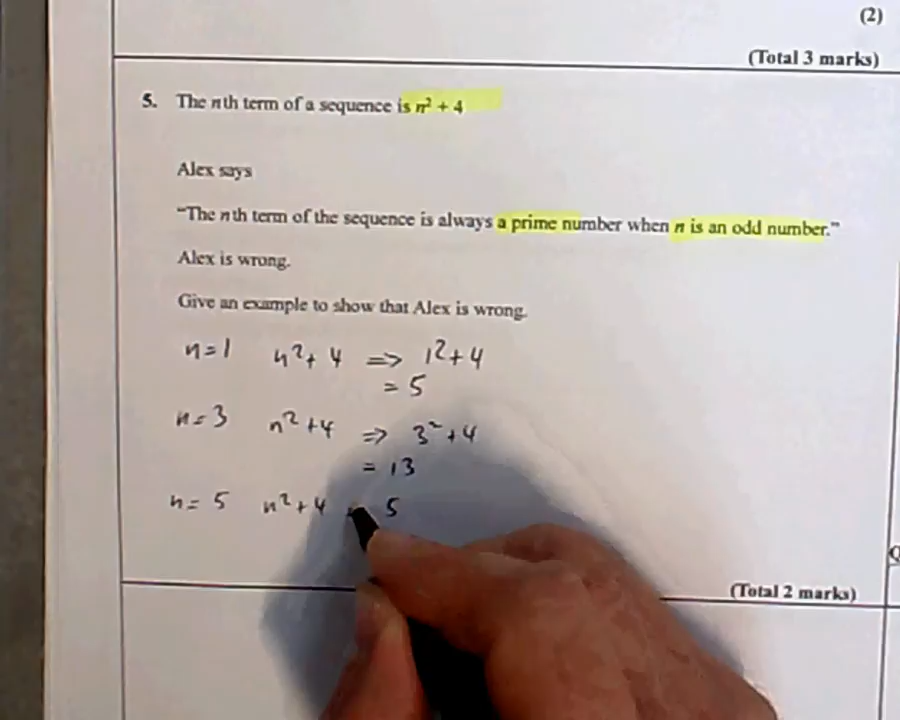 (2)
(Total 3 marks)
5. The nth term of a sequence is n² + 4
Alex says
"The nth term of the sequence is always a prime number when n is an odd number."
Alex is wrong.
Give an example to show that Alex is wrong.
n=1 n²+4 => 1²+4
= 5
n=3 n²+4 => 3²+4
= 13
n=5 n²+4 5
(Total 2 marks)